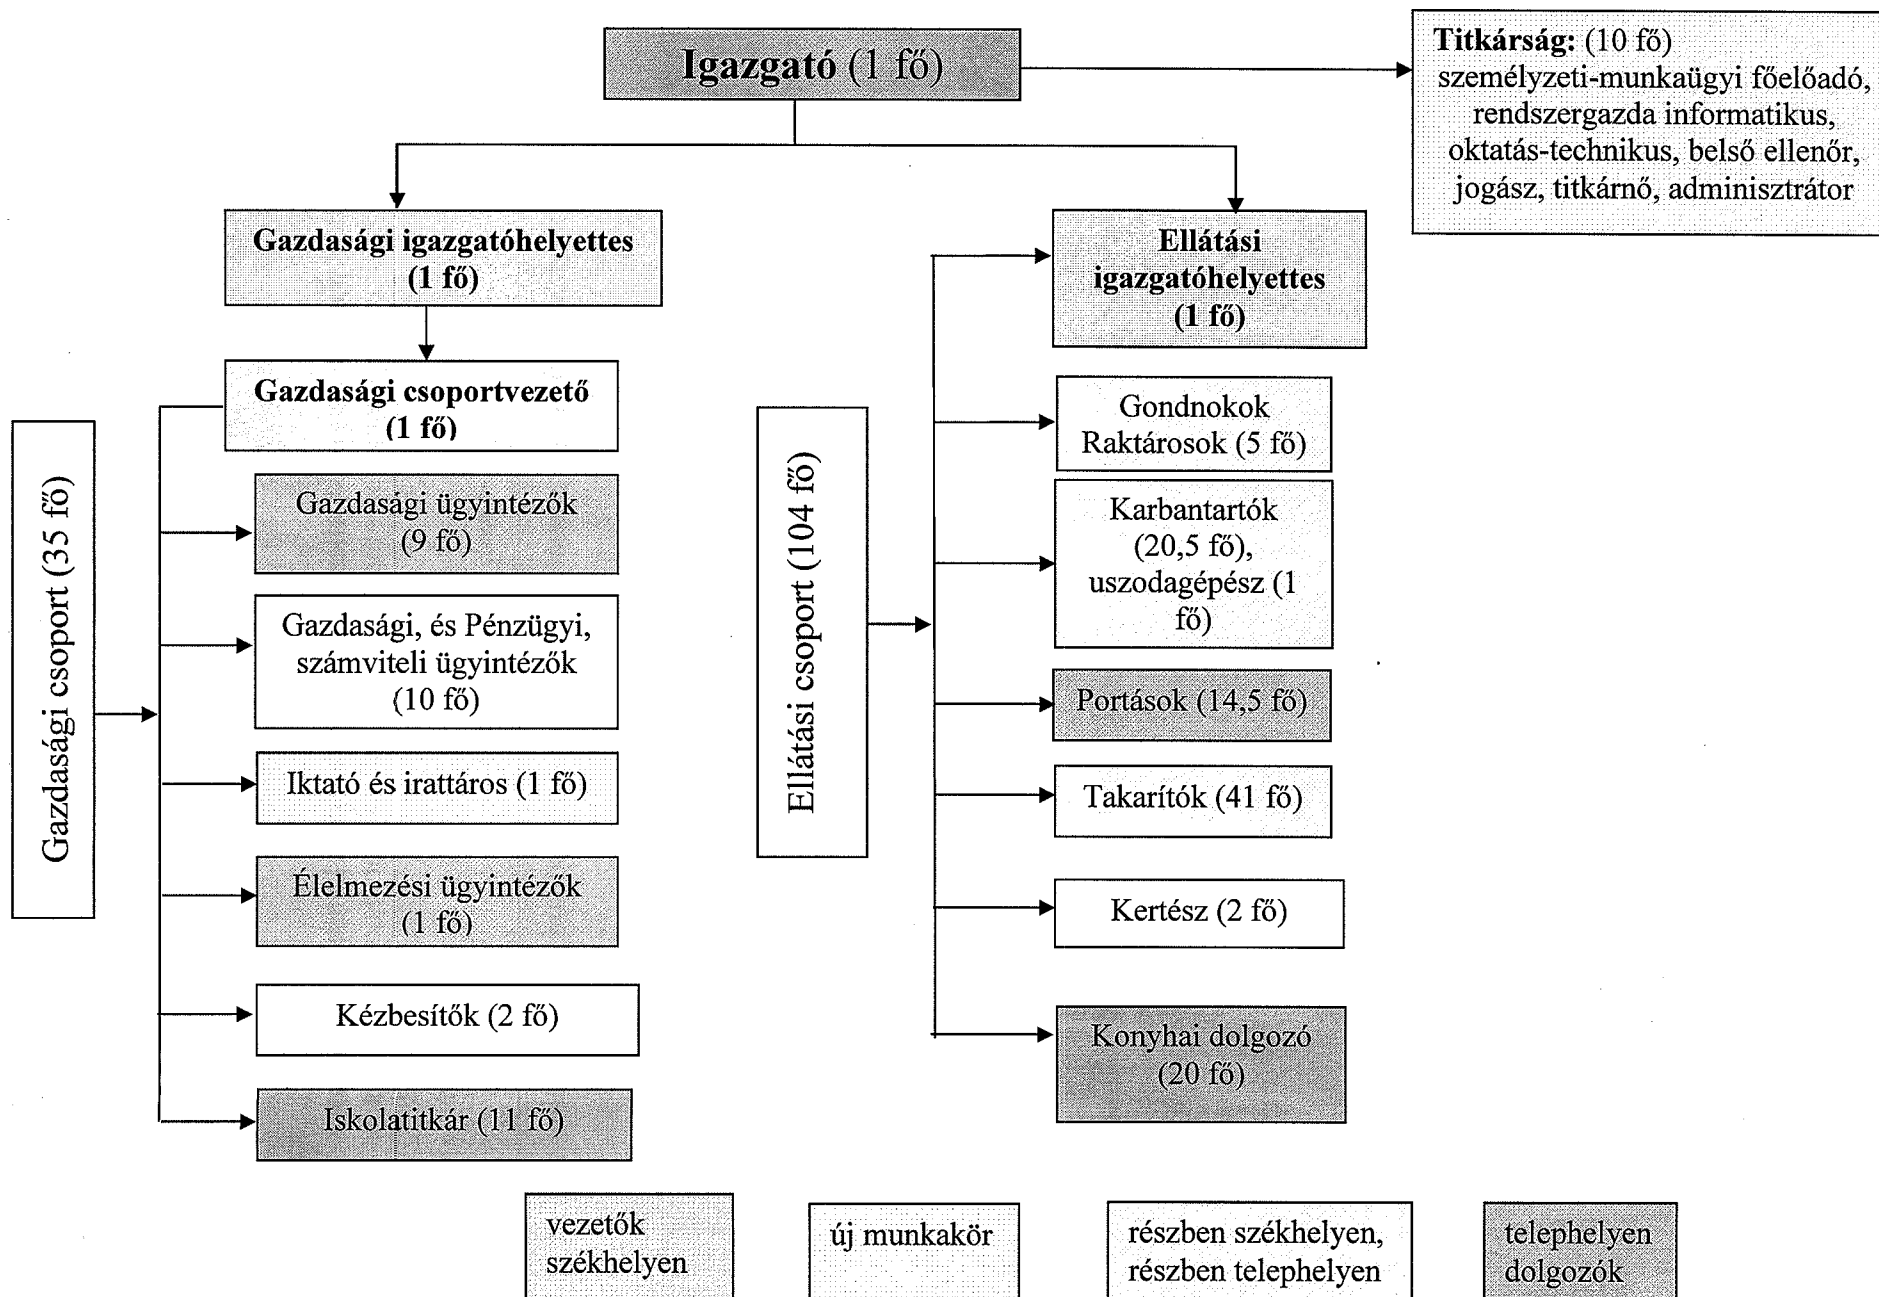 Igazgató (1 fő)
Titkárság: (10 fő)
személyzeti-munkaügyi főelőadó,
rendszergazda informatikus,
oktatás-technikus, belső ellenőr,
jogász, titkárnő, adminisztrátor
Gazdasági igazgatóhelyettes
(1 fő)
Gazdasági csoportvezető
(1 fő)
Gazdasági csoport (35 fő)
Gazdasági ügyintézők
(9 fő)
Gazdasági, és Pénzügyi,
számviteli ügyintézők
(10 fő)
Iktató és irattáros (1 fő)
Élelmezési ügyintézők
(1 fő)
Kézbesítők (2 fő)
Iskolatitkár (11 fő)
Ellátási
igazgatóhelyettes
(1 fő)
Ellátási csoport (104 fő)
Gondnokok
Raktárosok (5 fő)
Karbantartók
(20,5 fő),
uszodagépész (1
fő)
Portások (14,5 fő)
Takarítók (41 fő)
Kertész (2 fő)
Konyhai dolgozó
(20 fő)
vezetők
székhelyen
új munkakör
részben székhelyen,
részben telephelyen
telephelyen
dolgozók